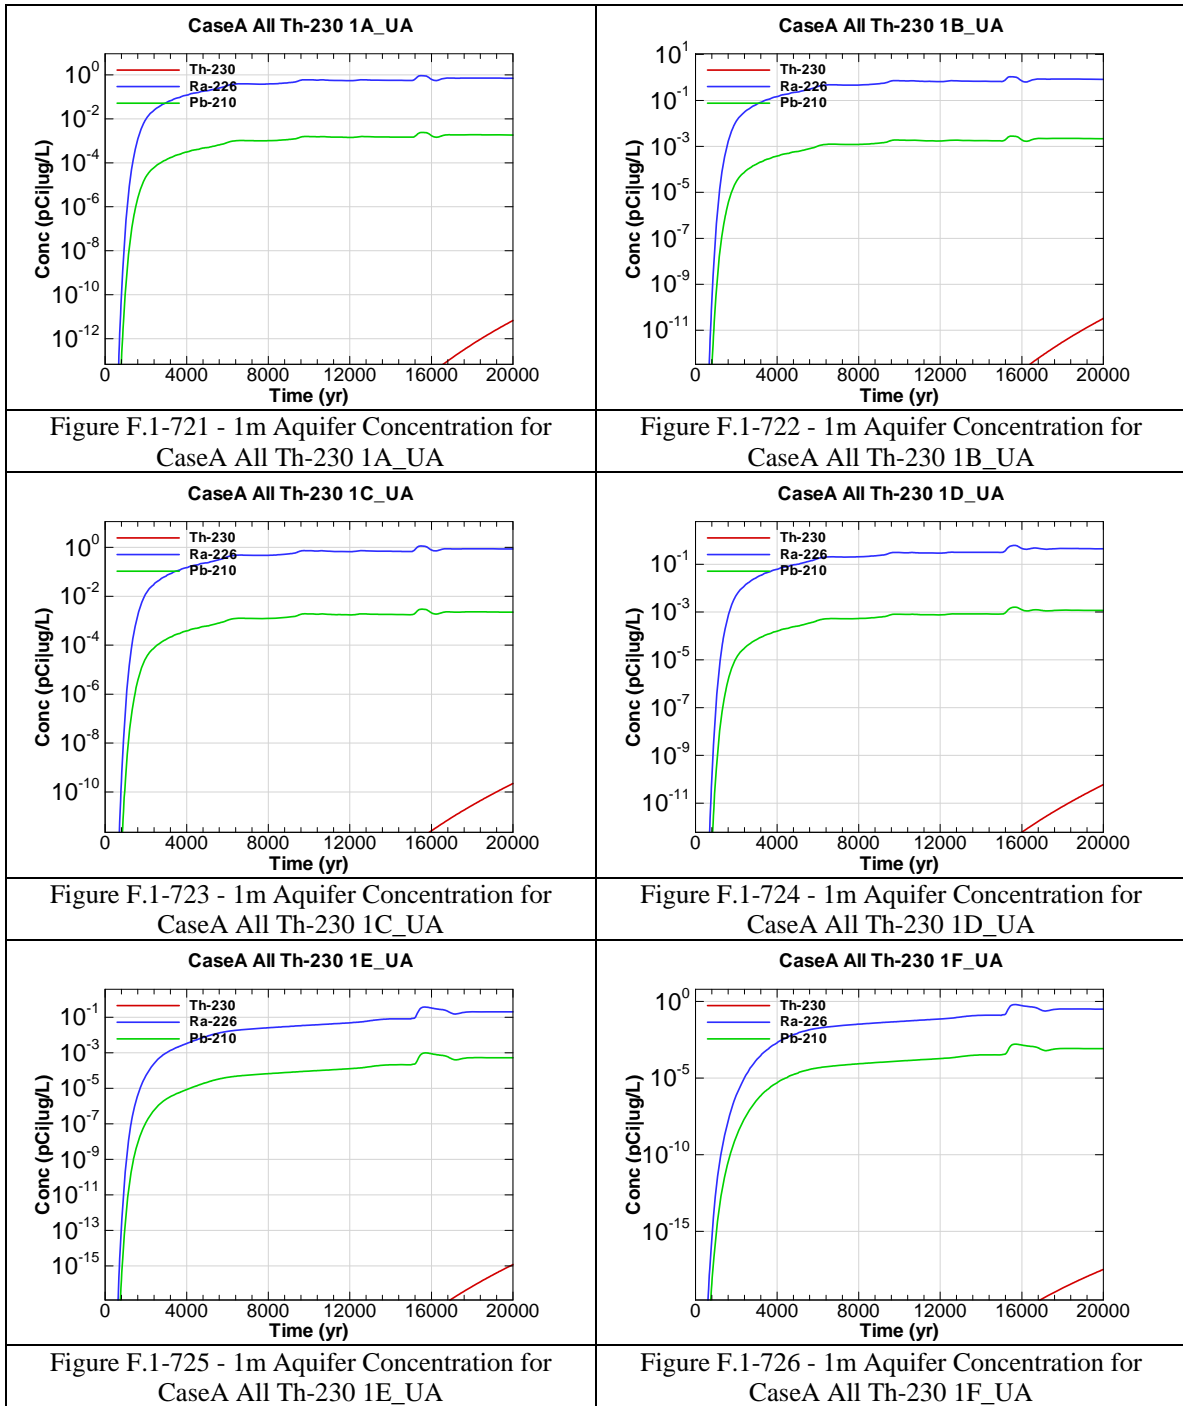 CaseA All Th-230 1A_UA
Conc (pCi|ug/L)
10^0
10^-2
10^-4
10^-6
10^-8
10^-10
10^-12
Th-230
Ra-226
Pb-210
0 4000 8000 12000 16000 20000
Time (yr)
Figure F.1-721 - 1m Aquifer Concentration for
CaseA All Th-230 1A_UA
CaseA All Th-230 1B_UA
Conc (pCi|ug/L)
10^1
10^-1
10^-3
10^-5
10^-7
10^-9
10^-11
Th-230
Ra-226
Pb-210
0 4000 8000 12000 16000 20000
Time (yr)
Figure F.1-722 - 1m Aquifer Concentration for
CaseA All Th-230 1B_UA
CaseA All Th-230 1C_UA
Conc (pCi|ug/L)
10^0
10^-2
10^-4
10^-6
10^-8
10^-10
Th-230
Ra-226
Pb-210
0 4000 8000 12000 16000 20000
Time (yr)
Figure F.1-723 - 1m Aquifer Concentration for
CaseA All Th-230 1C_UA
CaseA All Th-230 1D_UA
Conc (pCi|ug/L)
10^-1
10^-3
10^-5
10^-7
10^-9
10^-11
Th-230
Ra-226
Pb-210
0 4000 8000 12000 16000 20000
Time (yr)
Figure F.1-724 - 1m Aquifer Concentration for
CaseA All Th-230 1D_UA
CaseA All Th-230 1E_UA
Conc (pCi|ug/L)
10^-1
10^-3
10^-5
10^-7
10^-9
10^-11
10^-13
10^-15
Th-230
Ra-226
Pb-210
0 4000 8000 12000 16000 20000
Time (yr)
Figure F.1-725 - 1m Aquifer Concentration for
CaseA All Th-230 1E_UA
CaseA All Th-230 1F_UA
Conc (pCi|ug/L)
10^0
10^-5
10^-10
10^-15
Th-230
Ra-226
Pb-210
0 4000 8000 12000 16000 20000
Time (yr)
Figure F.1-726 - 1m Aquifer Concentration for
CaseA All Th-230 1F_UA